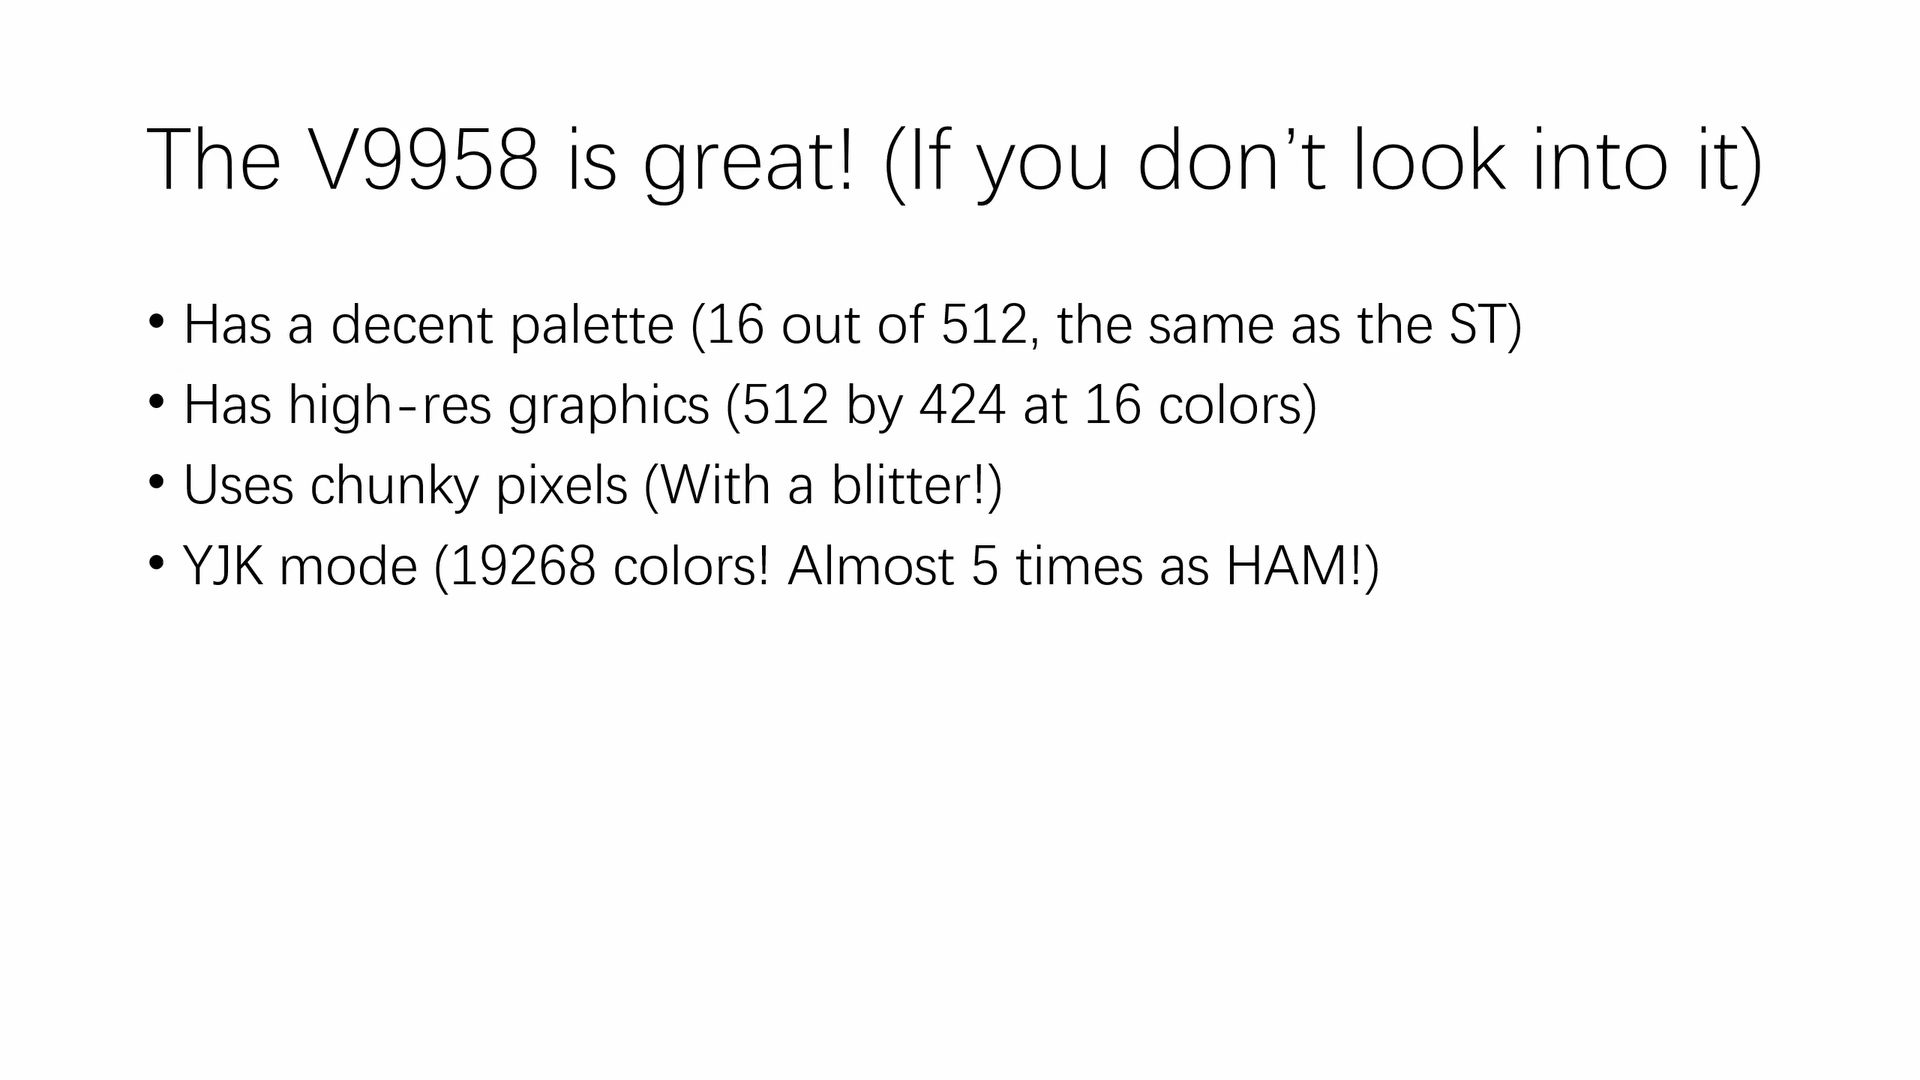 The V9958 is great! (If you don’t look into it)
• Has a decent palette (16 out of 512, the same as the ST)
• Has high-res graphics (512 by 424 at 16 colors)
• Uses chunky pixels (With a blitter!)
• YJK mode (19268 colors! Almost 5 times as HAM!)